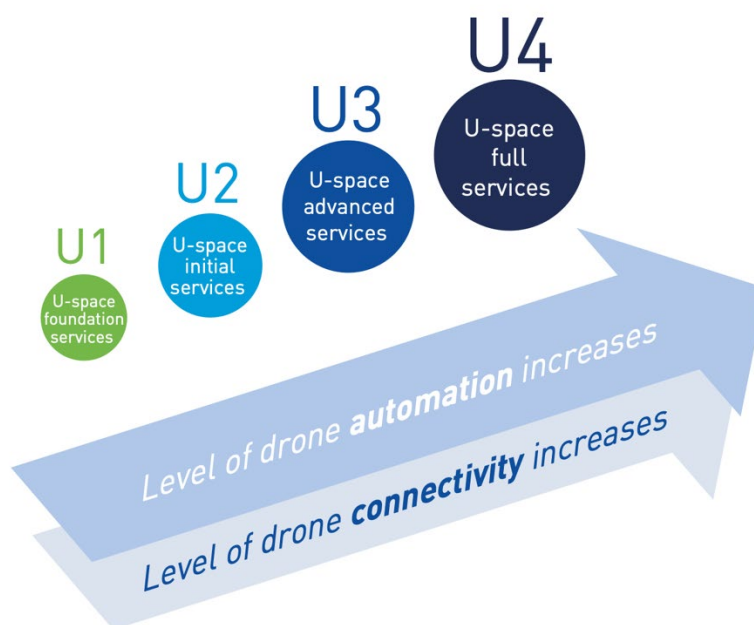 U1
U-space
foundation
services
U2
U-space
initial
services
U3
U-space
advanced
services
U4
U-space
full
services
Level of drone automation increases
Level of drone connectivity increases